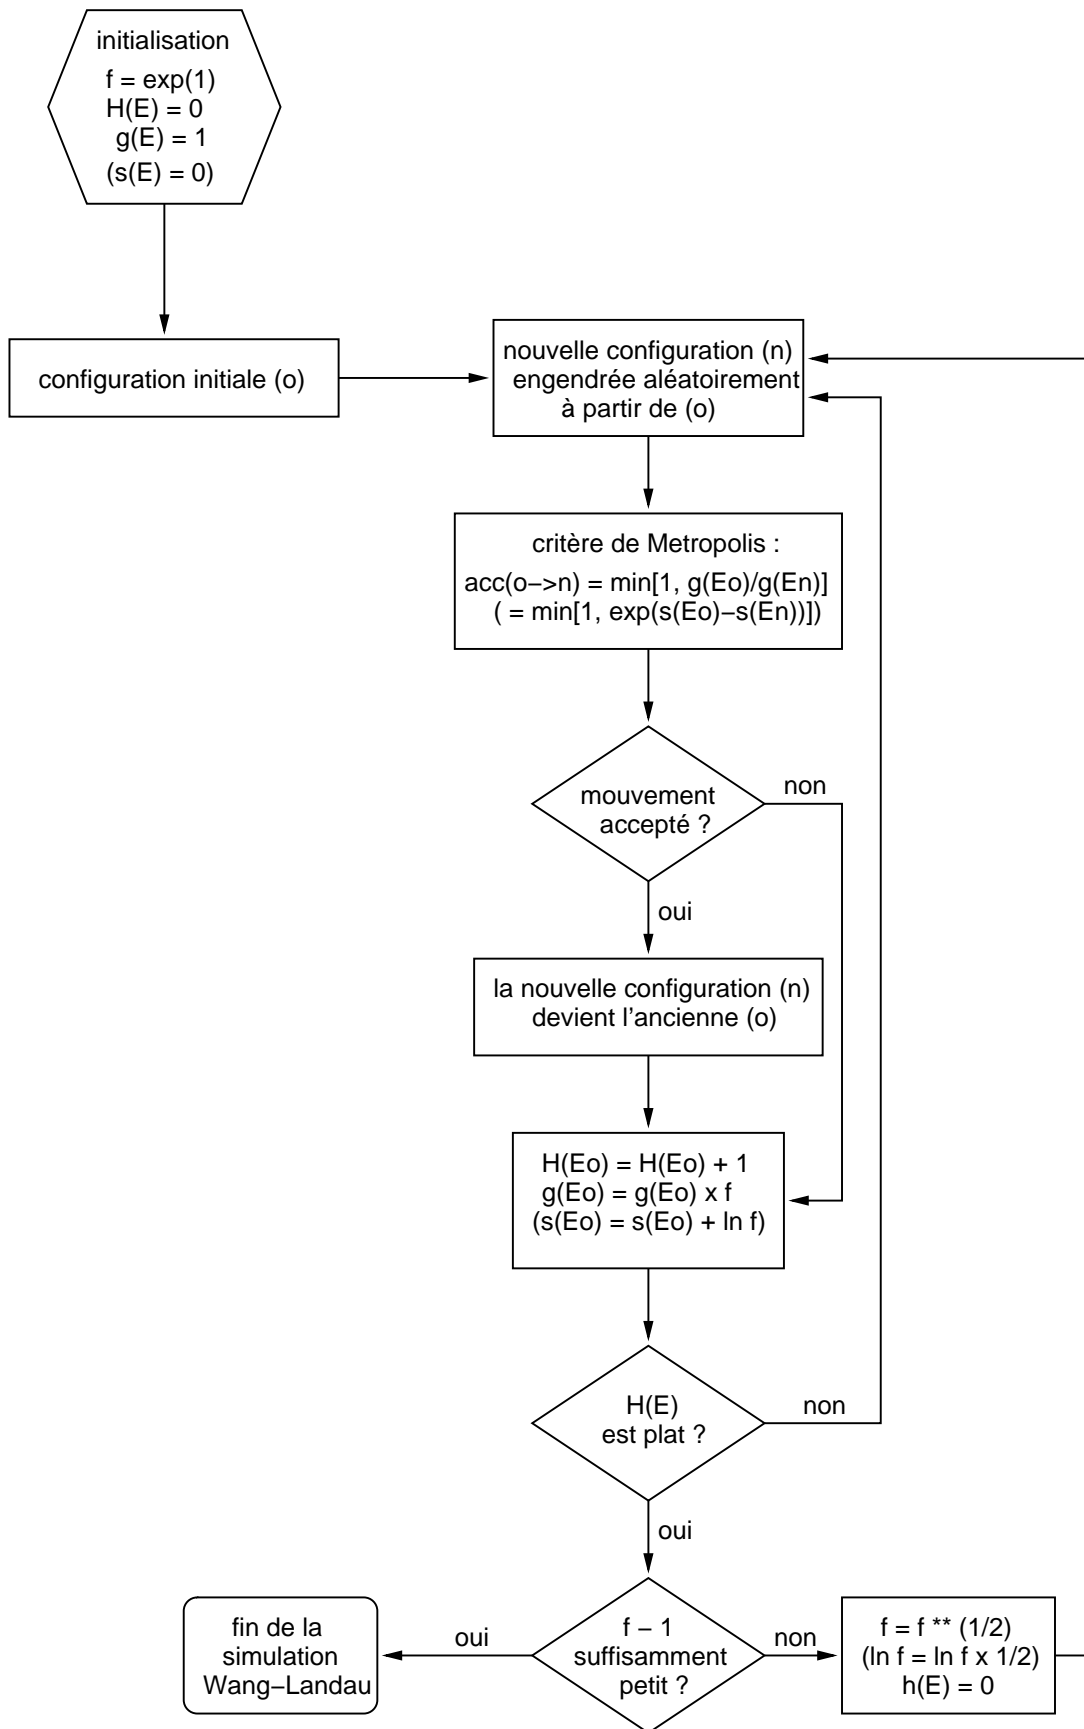 initialisation
f = exp(1)
H(E) = 0
g(E) = 1
(s(E) = 0)
configuration initiale (o)
nouvelle configuration (n)
engendrée aléatoirement
à partir de (o)
critère de Metropolis :
acc(o−>n) = min[1, g(Eo)/g(En)]
( = min[1, exp(s(Eo)−s(En))])
mouvement
accepté ?
non
oui
la nouvelle configuration (n)
devient l'ancienne (o)
H(Eo) = H(Eo) + 1
g(Eo) = g(Eo) x f
(s(Eo) = s(Eo) + ln f)
H(E)
est plat ?
non
oui
fin de la
simulation
Wang−Landau
oui
f − 1
suffisamment
petit ?
non
f = f ** (1/2)
(ln f = ln f x 1/2)
h(E) = 0